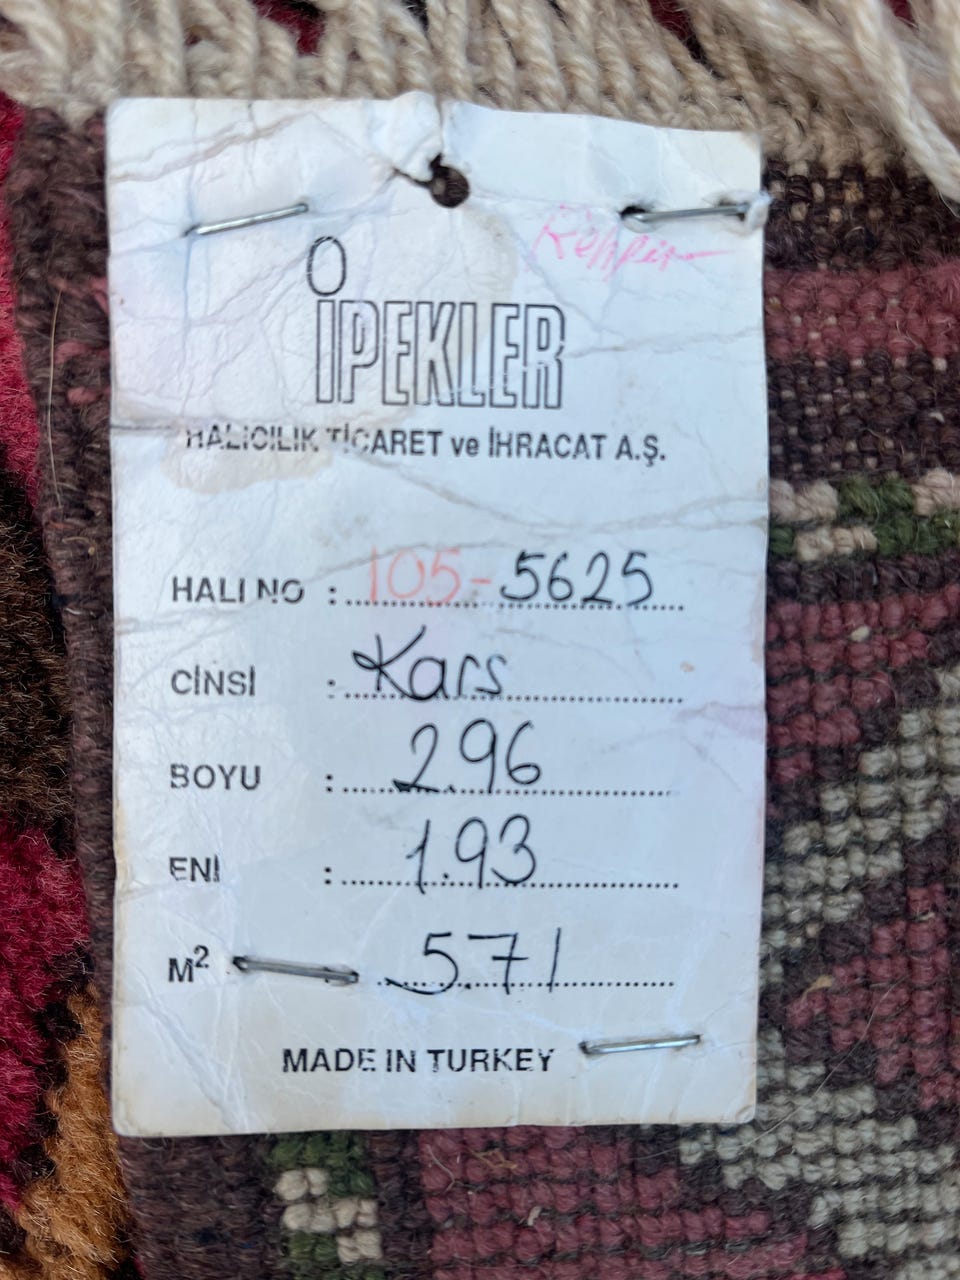 İPEKLER
HALICILIK TİCARET ve İHRACAT A.Ş.
HALI NO : 105-5625
CİNSİ : Kars
BOYU : 2.96
ENİ : 1.93
M² : 5.71
MADE IN TURKEY